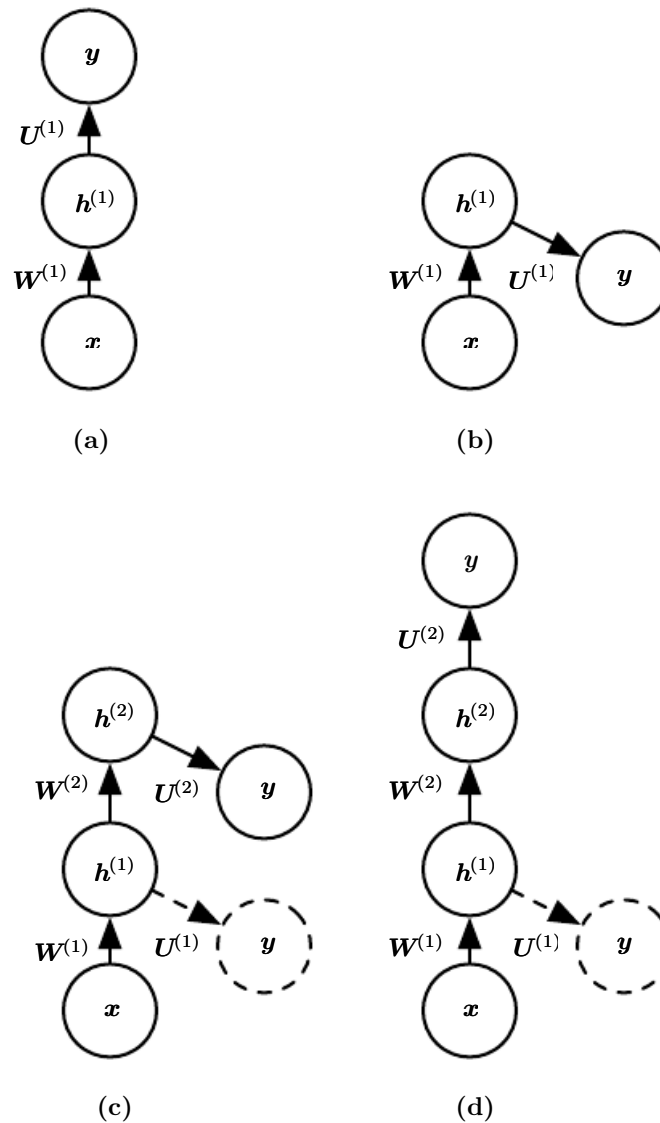 y
U^(1)
h^(1)
W^(1)
x
(a)
h^(1)
W^(1)
U^(1)
y
x
(b)
h^(2)
W^(2)
U^(2)
y
h^(1)
W^(1)
U^(1)
y
x
(c)
y
U^(2)
h^(2)
W^(2)
h^(1)
W^(1)
U^(1)
y
x
(d)